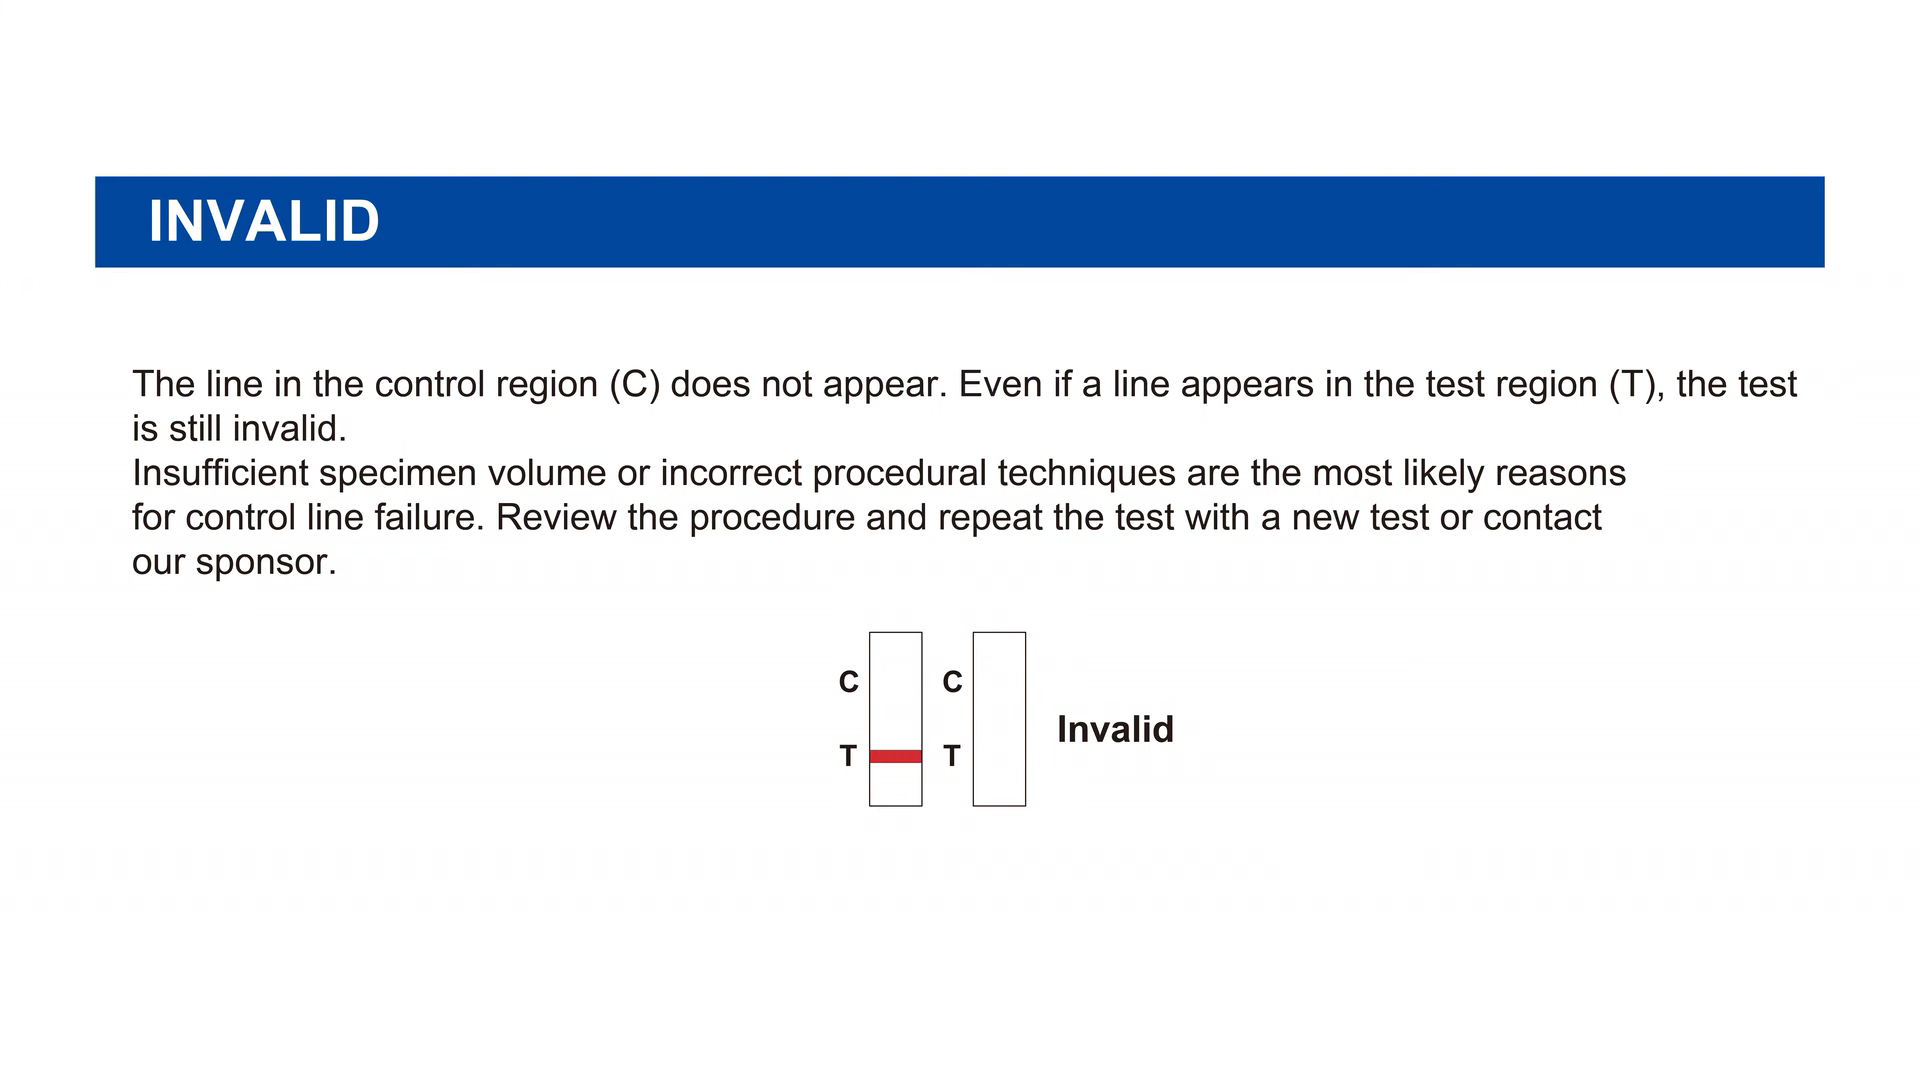 INVALID
The line in the control region (C) does not appear. Even if a line appears in the test region (T), the test
is still invalid.
Insufficient specimen volume or incorrect procedural techniques are the most likely reasons
for control line failure. Review the procedure and repeat the test with a new test or contact
our sponsor.
C C
Invalid
T T